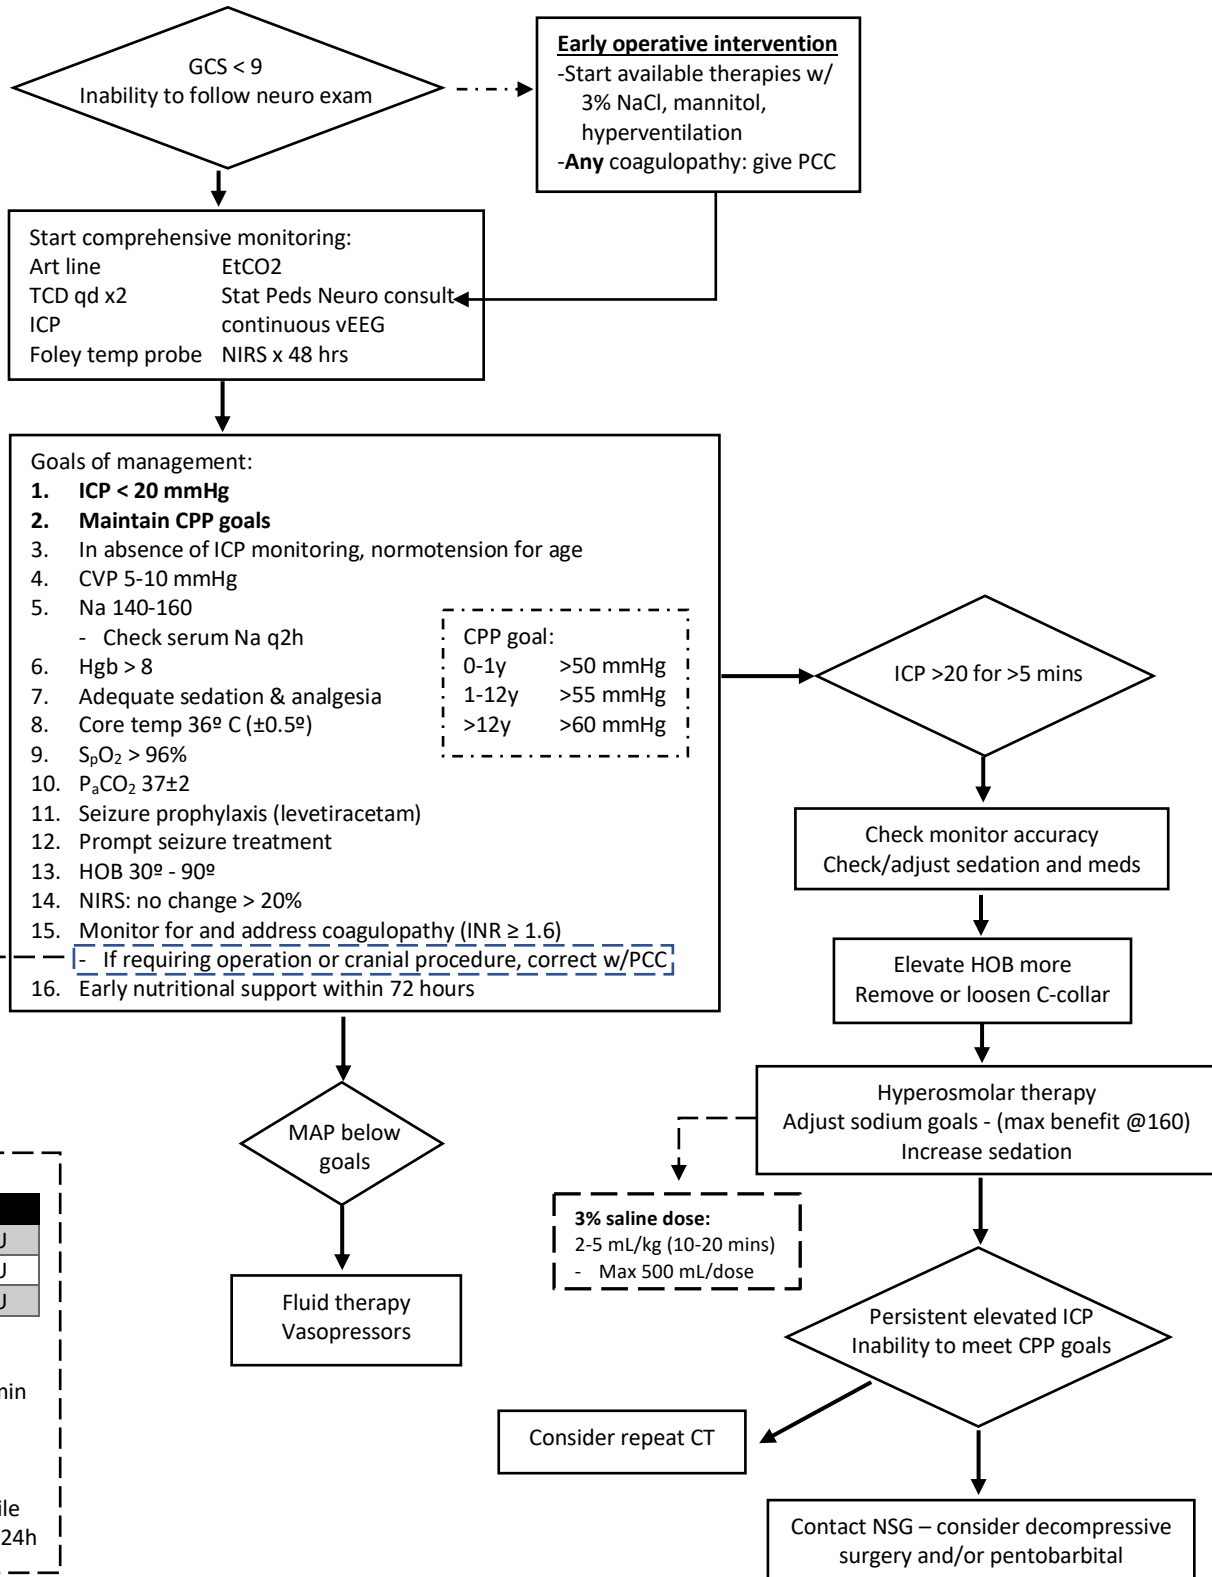 GCS < 9
Inability to follow neuro exam
Early operative intervention
-Start available therapies w/
3% NaCl, mannitol,
hyperventilation
-Any coagulopathy: give PCC
Start comprehensive monitoring:
Art line EtCO2
TCD qd x2 Stat Peds Neuro consult
ICP continuous vEEG
Foley temp probe NIRS x 48 hrs
Goals of management:
1. ICP < 20 mmHg
2. Maintain CPP goals
3. In absence of ICP monitoring, normotension for age
4. CVP 5-10 mmHg
5. Na 140-160
- Check serum Na q2h
6. Hgb > 8
7. Adequate sedation & analgesia
8. Core temp 36º C (±0.5º)
9. SpO2 > 96%
10. PaCO2 37±2
11. Seizure prophylaxis (levetiracetam)
12. Prompt seizure treatment
13. HOB 30º - 90º
14. NIRS: no change > 20%
15. Monitor for and address coagulopathy (INR ≥ 1.6)
- If requiring operation or cranial procedure, correct w/PCC
16. Early nutritional support within 72 hours
CPP goal:
0-1y >50 mmHg
1-12y >55 mmHg
>12y >60 mmHg
ICP >20 for >5 mins
Check monitor accuracy
Check/adjust sedation and meds
Elevate HOB more
Remove or loosen C-collar
Hyperosmolar therapy
Adjust sodium goals - (max benefit @160)
Increase sedation
3% saline dose:
2-5 mL/kg (10-20 mins)
- Max 500 mL/dose
MAP below
goals
Fluid therapy
Vasopressors
Persistent elevated ICP
Inability to meet CPP goals
Consider repeat CT
Contact NSG – consider decompressive
surgery and/or pentobarbital
24h